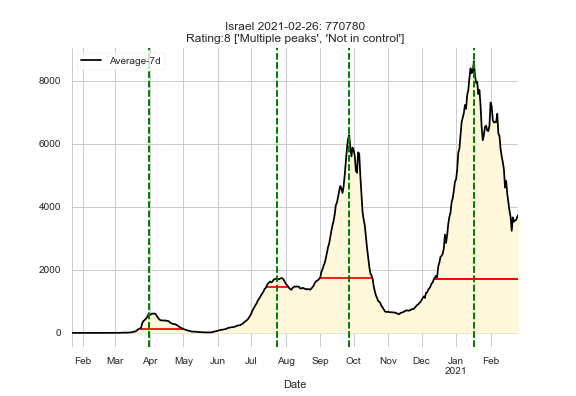 Israel 2021-02-26: 770780
Rating:8 ['Multiple peaks', 'Not in control']
Average-7d
8000
6000
4000
2000
0
Feb Mar Apr May Jun Jul Aug Sep Oct Nov Dec Jan Feb
2021
Date